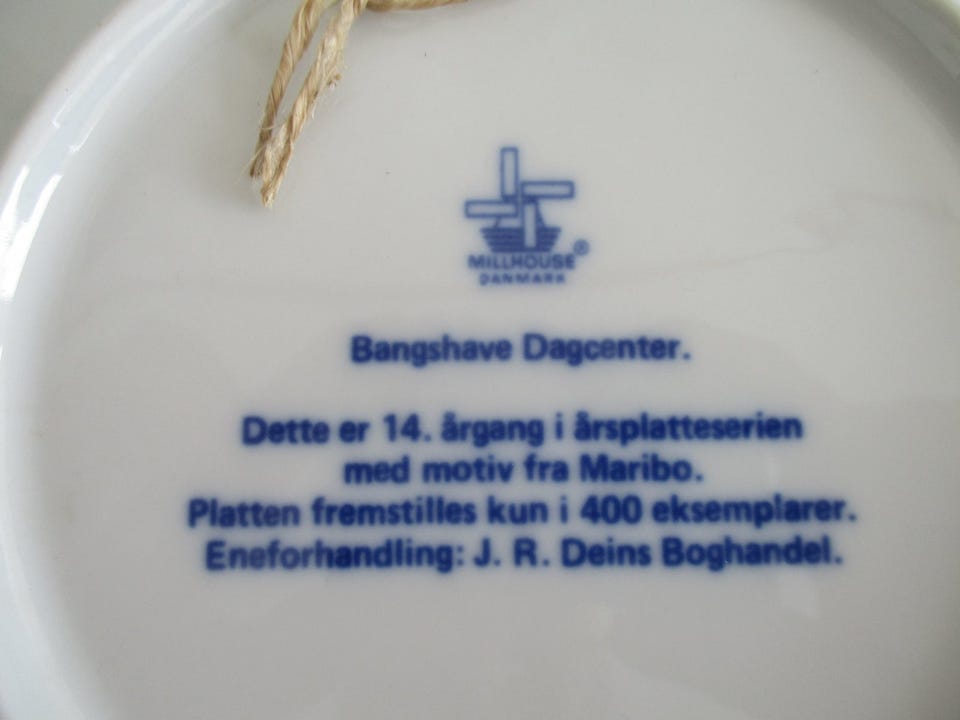 MILLHOUSE®
DANMARK
Bangshave Dagcenter.
Dette er 14. årgang i årsplatteserien
med motiv fra Maribo.
Platten fremstilles kun i 400 eksemplarer.
Eneforhandling: J. R. Deins Boghandel.